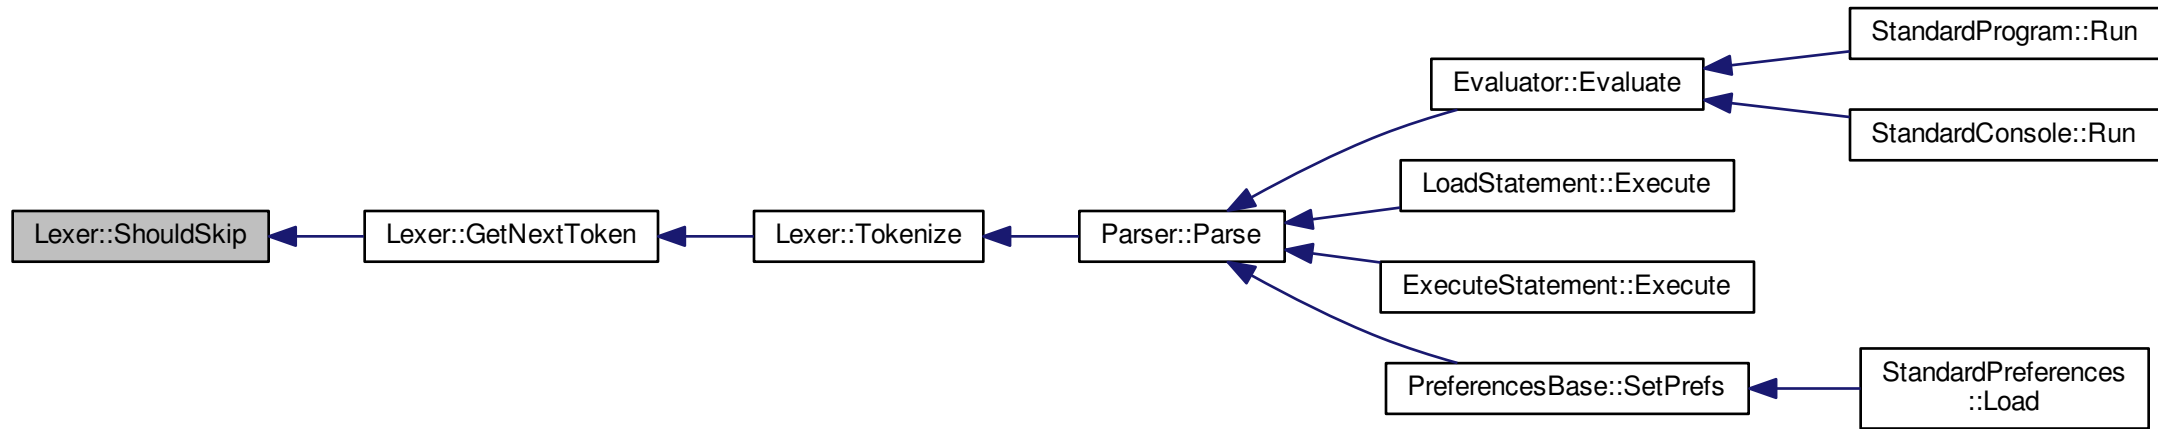 Lexer::ShouldSkip
Lexer::GetNextToken
Lexer::Tokenize
Parser::Parse
Evaluator::Evaluate
StandardProgram::Run
StandardConsole::Run
LoadStatement::Execute
ExecuteStatement::Execute
PreferencesBase::SetPrefs
StandardPreferences
::Load